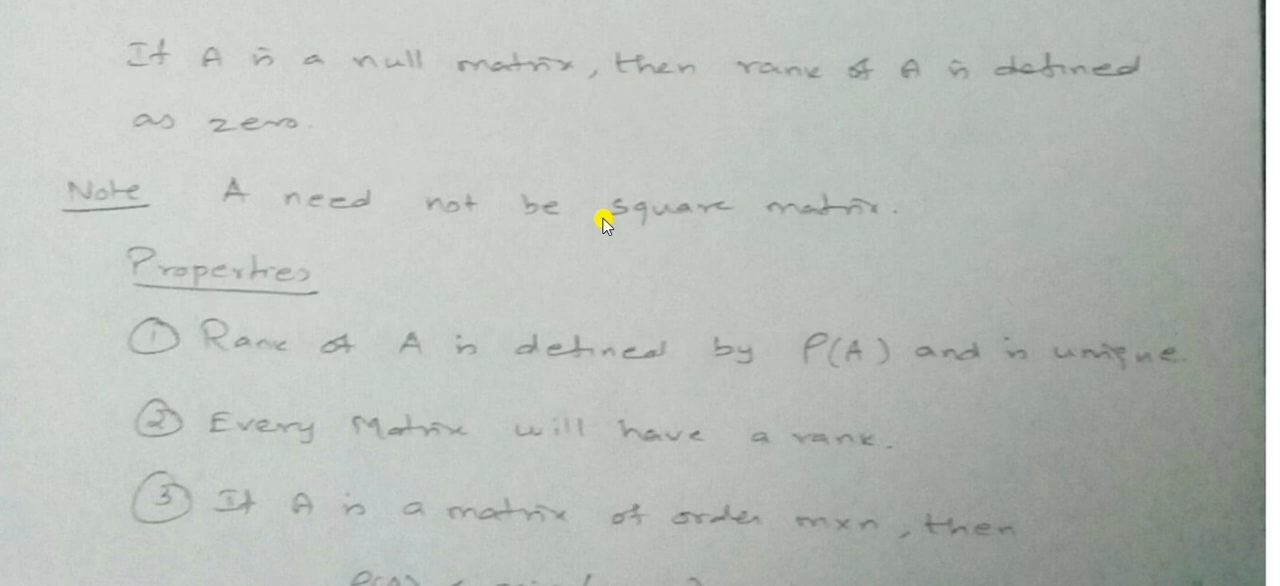 If A is a null matrix, then rank of A is defined
as zero.
Note A need not be square matrix.
Properties
① Rank of A is defined by ρ(A) and is unique
② Every Matrix will have a rank.
③ If A is a matrix of order mxn, then